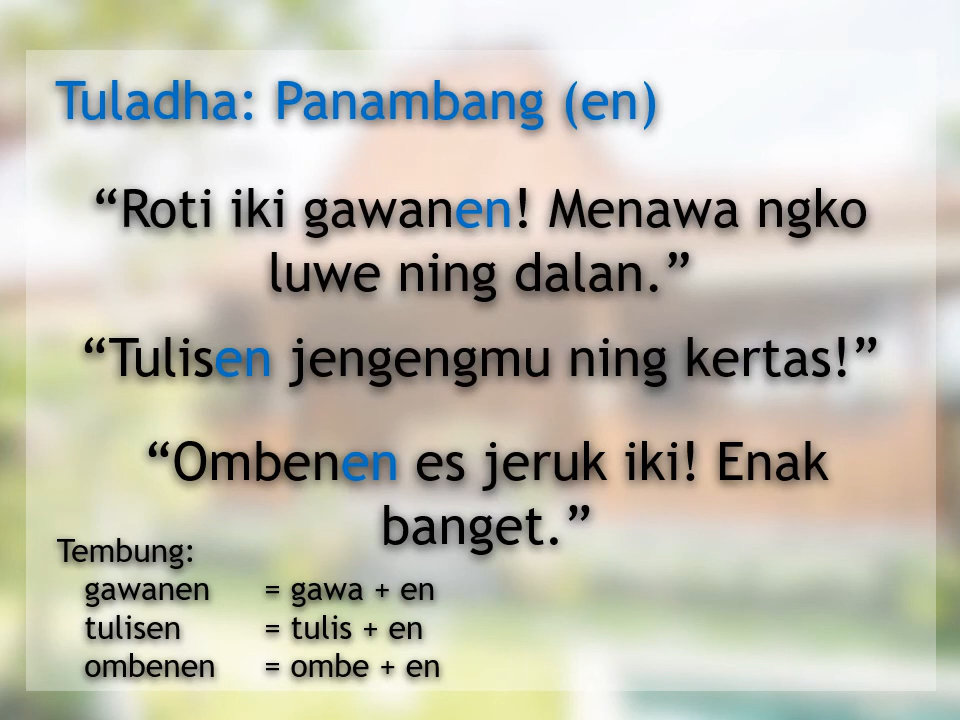 Tuladha: Panambang (en)
“Roti iki gawanen! Menawa ngko
luwe ning dalan.”
“Tulisen jengengmu ning kertas!”
“Ombenen es jeruk iki! Enak
banget.”
Tembung:
gawanen = gawa + en
tulisen = tulis + en
ombenen = ombe + en